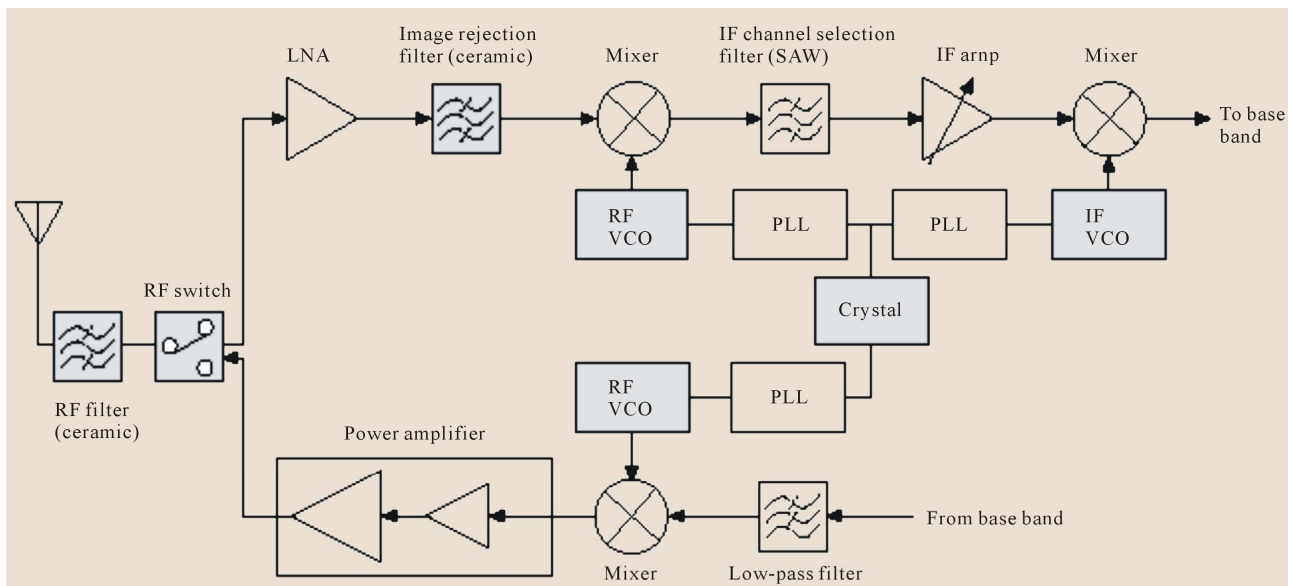 LNA
Image rejection
filter (ceramic)
Mixer
IF channel selection
filter (SAW)
IF arnp
Mixer
To base
band
RF
VCO
PLL
PLL
IF
VCO
Crystal
RF switch
RF filter
(ceramic)
RF
VCO
PLL
Power amplifier
Mixer
Low-pass filter
From base band